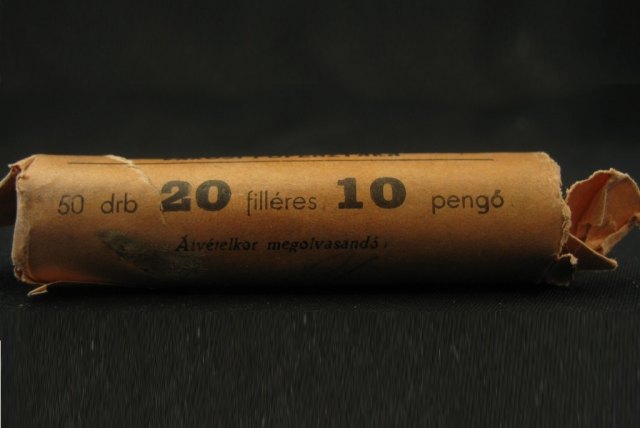 50 drb 20 filléres 10 pengő
Átvételkor megolvasandó